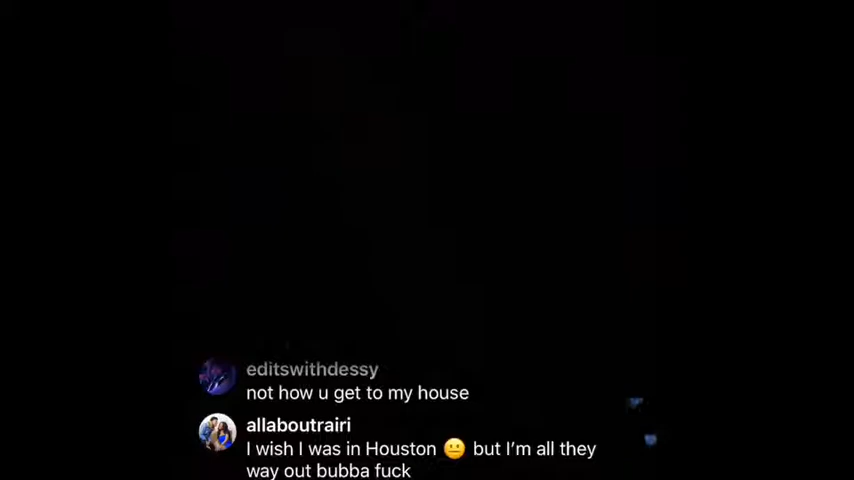 editswithdessy
not how u get to my house
allaboutrairi
I wish I was in Houston 😐 but I'm all they
way out bubba fuck